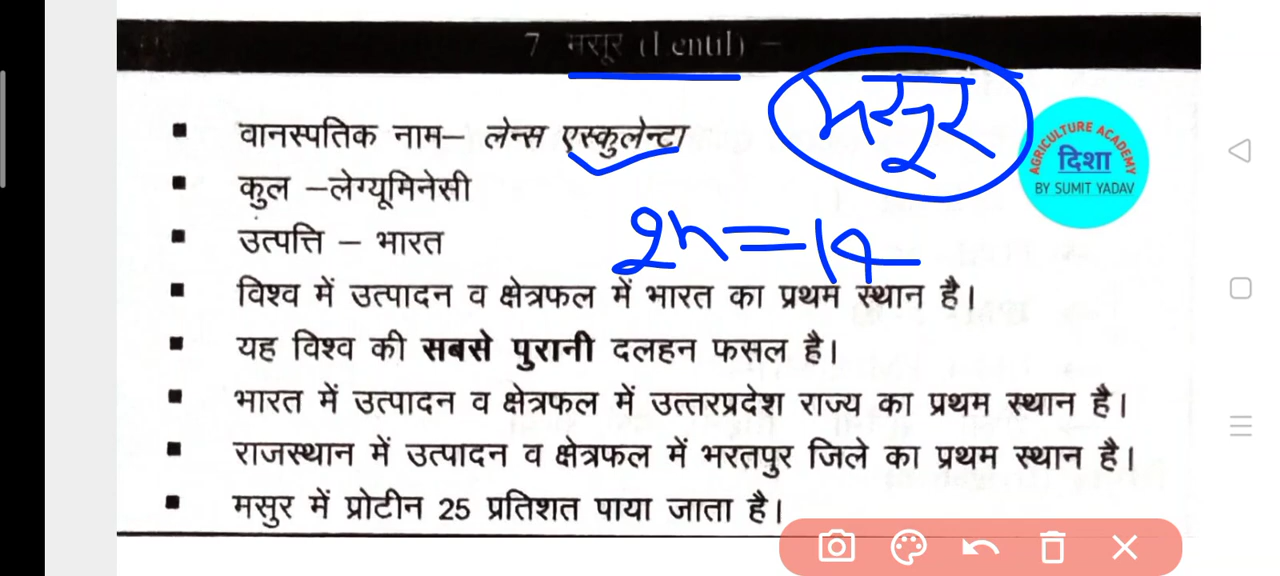 7 मसूर (Lentil) –
मसूर
वानस्पतिक नाम– लेन्स एस्कुलेन्टा
AGRICULTURE ACADEMY
दिशा
BY SUMIT YADAV
कुल –लेग्यूमिनेसी
उत्पत्ति – भारत
2n=14
विश्व में उत्पादन व क्षेत्रफल में भारत का प्रथम स्थान है।
यह विश्व की सबसे पुरानी दलहन फसल है।
भारत में उत्पादन व क्षेत्रफल में उत्तरप्रदेश राज्य का प्रथम स्थान है।
राजस्थान में उत्पादन व क्षेत्रफल में भरतपुर जिले का प्रथम स्थान है।
मसुर में प्रोटीन 25 प्रतिशत पाया जाता है।